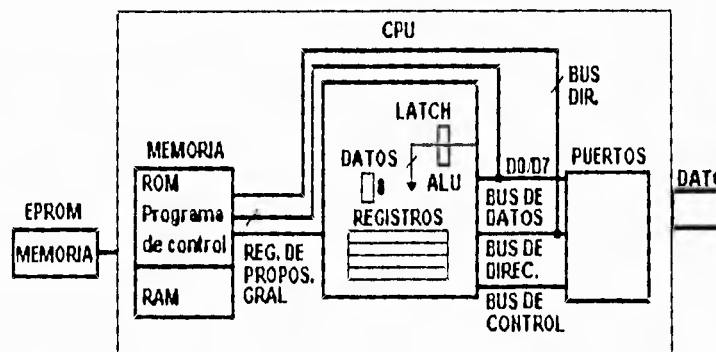 CPU
BUS
DIR.
LATCH
MEMORIA
DATOS
D0/D7
PUERTOS
ROM
ALU
EPROM
Programa
REGISTROS
BUS DE
DATOS
MEMORIA
de control
REG. DE
PROPOS.
GRAL
BUS DE
DIREC.
RAM
BUS DE
CONTROL